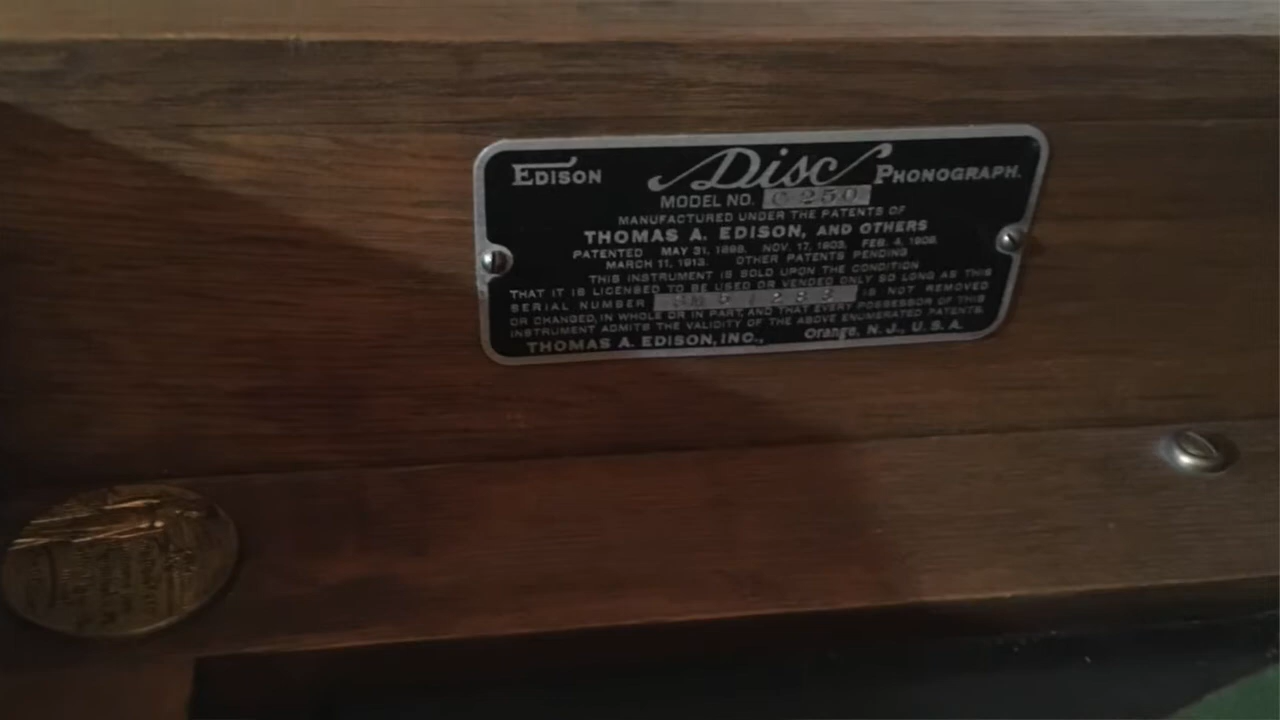 EDISON Disc PHONOGRAPH.
MODEL NO. C 250
MANUFACTURED UNDER THE PATENTS OF
THOMAS A. EDISON, AND OTHERS
PATENTED MAY 31, 1898. NOV. 17, 1903. FEB. 4, 1908.
MARCH 11, 1913. OTHER PATENTS PENDING
THIS INSTRUMENT IS SOLD UPON THE CONDITION
THAT IT IS LICENSED TO BE USED OR VENDED ONLY SO LONG AS THIS
SERIAL NUMBER IS NOT REMOVED
OR CHANGED, IN WHOLE OR IN PART, AND THAT EVERY POSSESSOR OF THIS
INSTRUMENT ADMITS THE VALIDITY OF THE ABOVE ENUMERATED PATENTS.
THOMAS A. EDISON, INC., Orange, N. J., U. S. A.